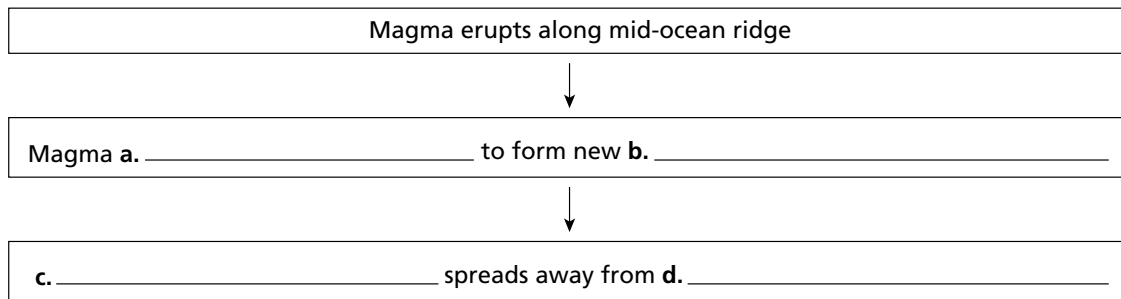 Magma erupts along mid-ocean ridge
Magma a. to form new b.
c. spreads away from d.